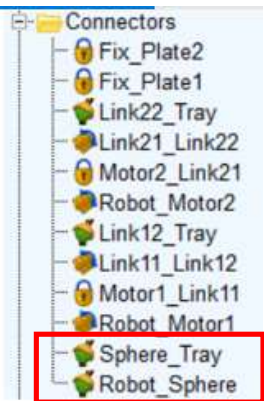 Connectors
Fix_Plate2
Fix_Plate1
Link22_Tray
Link21_Link22
Motor2_Link21
Robot_Motor2
Link12_Tray
Link11_Link12
Motor1_Link11
Robot_Motor1
Sphere_Tray
Robot_Sphere